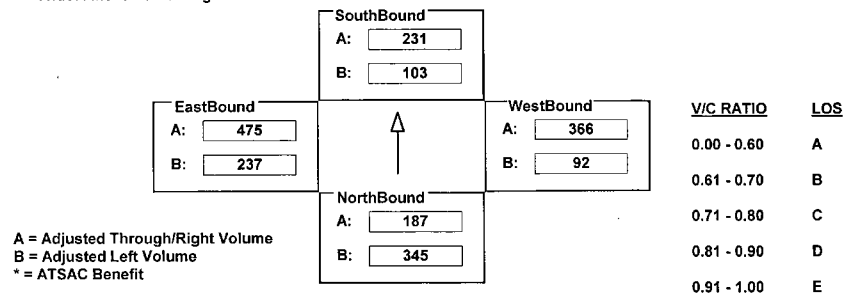 SouthBound
A: 231
B: 103
EastBound
A: 475
B: 237
WestBound
A: 366
B: 92
NorthBound
A: 187
B: 345
V/C RATIO LOS
0.00 - 0.60 A
0.61 - 0.70 B
0.71 - 0.80 C
0.81 - 0.90 D
0.91 - 1.00 E
A = Adjusted Through/Right Volume
B = Adjusted Left Volume
* = ATSAC Benefit